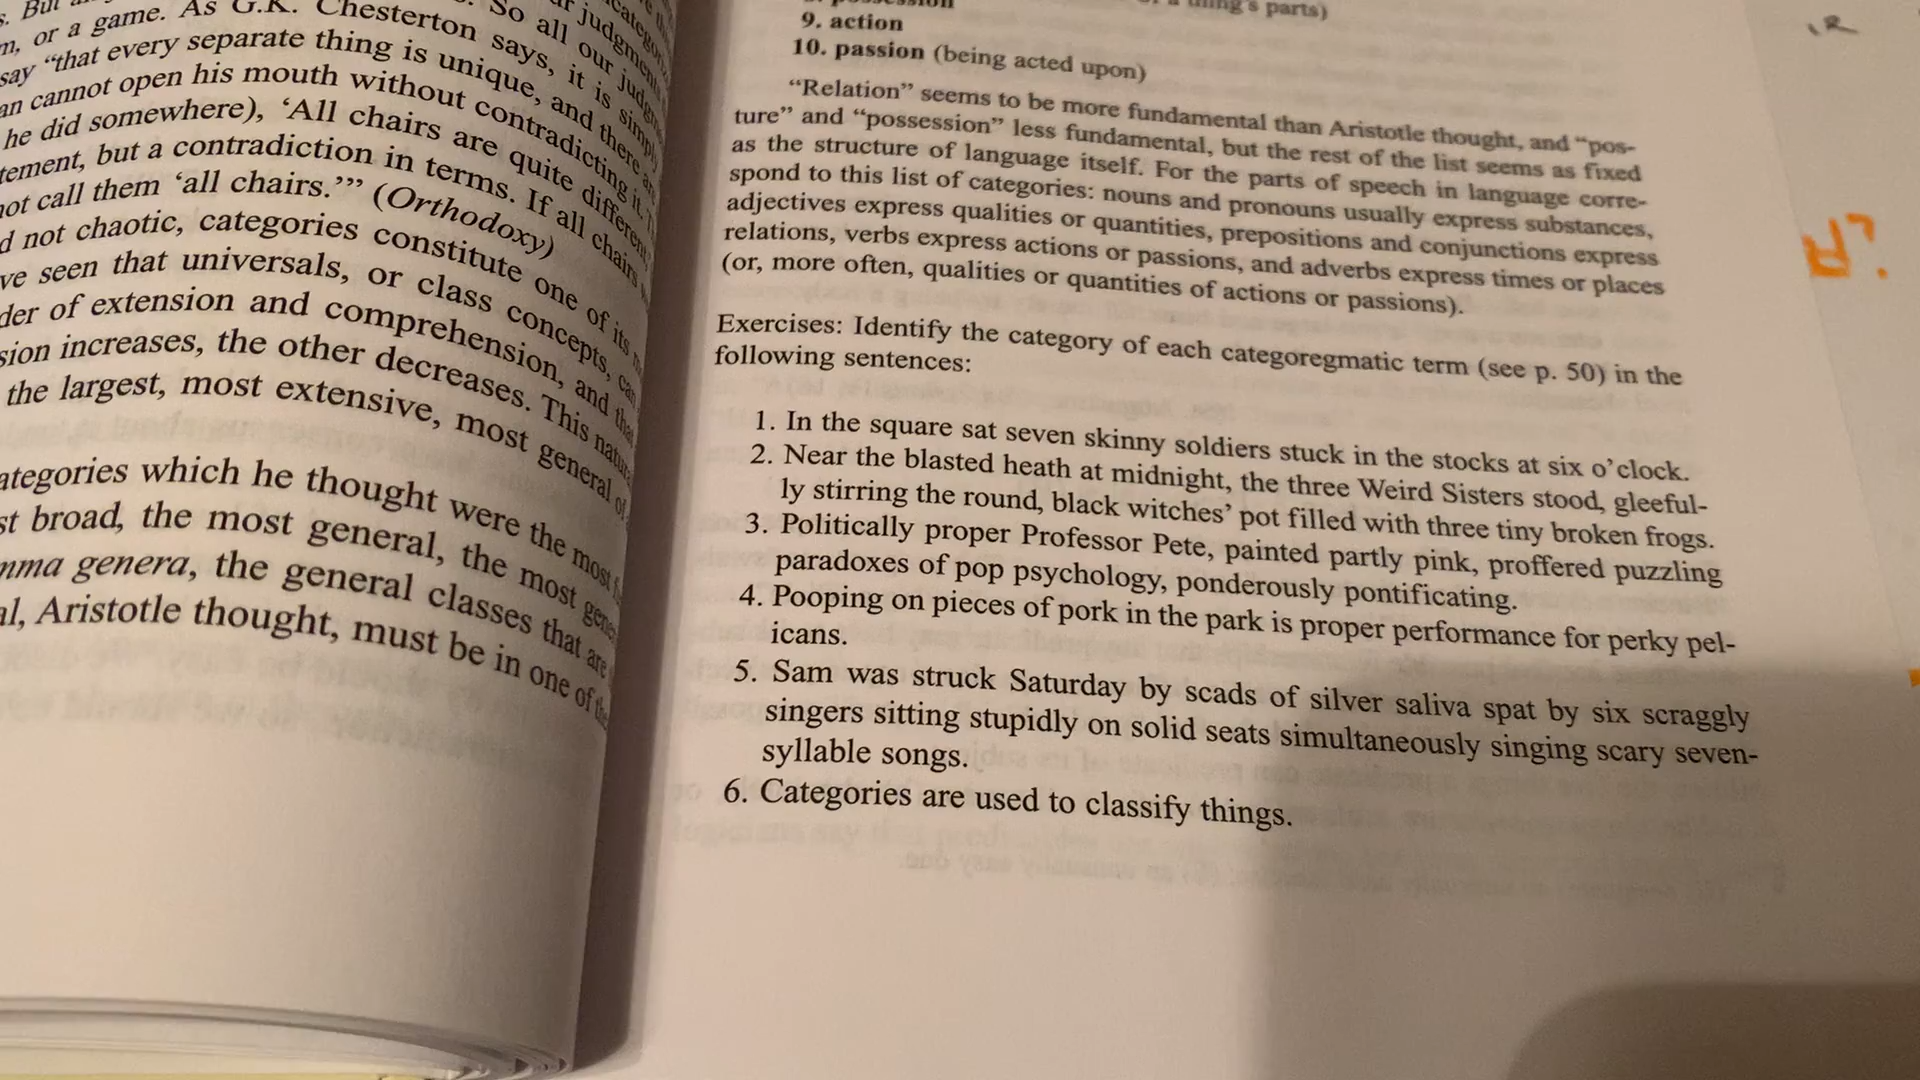 m, or a game. As G.K. Chesterton says, it is simply
say “that every separate thing is unique, and there are
an cannot open his mouth without contradicting it.
he did somewhere), ‘All chairs are quite different,’
tement, but a contradiction in terms. If all chairs
not call them ‘all chairs.’” (Orthodoxy)
d not chaotic, categories constitute one of its
ve seen that universals, or class concepts, can
der of extension and comprehension, and that
sion increases, the other decreases. This natural
the largest, most extensive, most general of
ategories which he thought were the most
st broad, the most general, the most
mma genera, the general classes that are
al, Aristotle thought, must be in one of the
9. action
10. passion (being acted upon)
“Relation” seems to be more fundamental than Aristotle thought, and “pos-
ture” and “possession” less fundamental, but the rest of the list seems as fixed
as the structure of language itself. For the parts of speech in language corre-
spond to this list of categories: nouns and pronouns usually express substances,
adjectives express qualities or quantities, prepositions and conjunctions express
relations, verbs express actions or passions, and adverbs express times or places
(or, more often, qualities or quantities of actions or passions).
Exercises: Identify the category of each categoregmatic term (see p. 50) in the
following sentences:
1. In the square sat seven skinny soldiers stuck in the stocks at six o’clock.
2. Near the blasted heath at midnight, the three Weird Sisters stood, gleeful-
ly stirring the round, black witches’ pot filled with three tiny broken frogs.
3. Politically proper Professor Pete, painted partly pink, proffered puzzling
paradoxes of pop psychology, ponderously pontificating.
4. Pooping on pieces of pork in the park is proper performance for perky pel-
icans.
5. Sam was struck Saturday by scads of silver saliva spat by six scraggly
singers sitting stupidly on solid seats simultaneously singing scary seven-
syllable songs.
6. Categories are used to classify things.